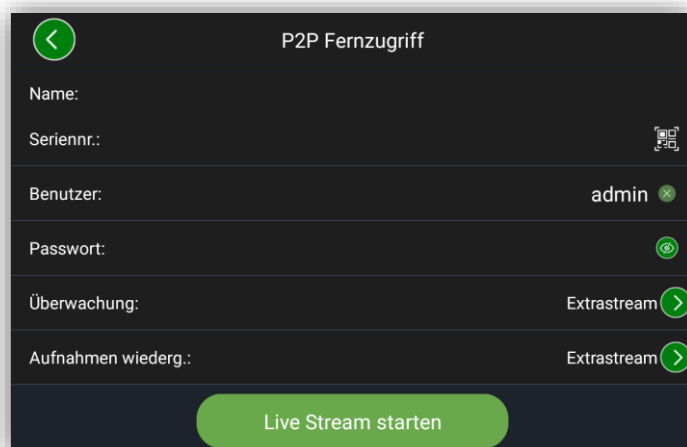 P2P Fernzugriff
Name:
Seriennr.:
Benutzer: admin
Passwort:
Überwachung: Extrastream
Aufnahmen wiederg.: Extrastream
Live Stream starten